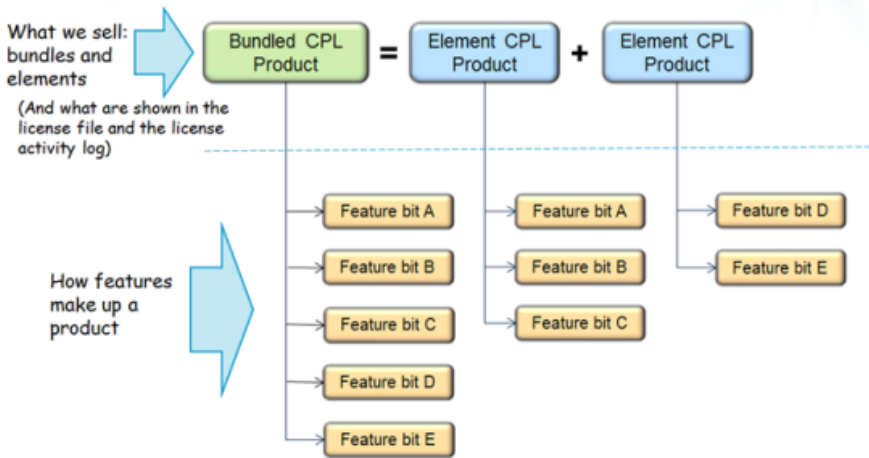 What we sell:
bundles and
elements
(And what are shown in the
license file and the license
activity log)
Bundled CPL
Product
=
Element CPL
Product
+
Element CPL
Product
How features
make up a
product
Feature bit A
Feature bit B
Feature bit C
Feature bit D
Feature bit E
Feature bit A
Feature bit B
Feature bit C
Feature bit D
Feature bit E